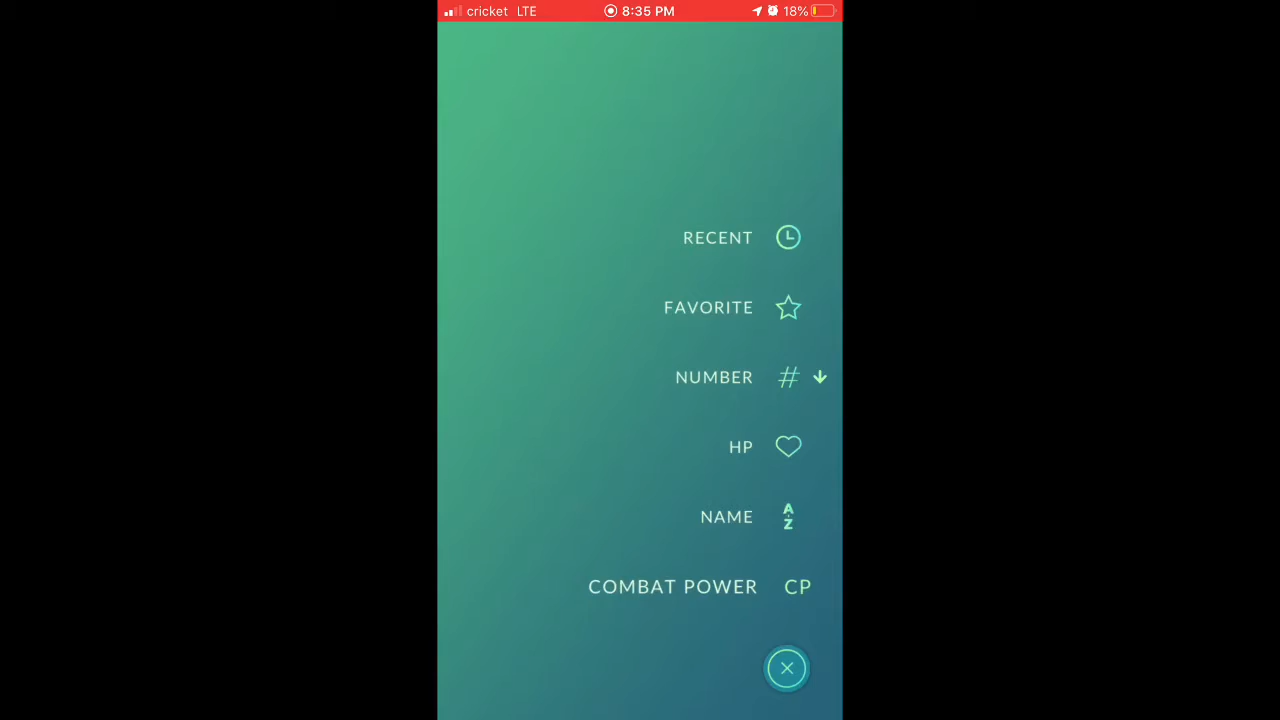 cricket LTE 8:35 PM 18%
RECENT
FAVORITE
NUMBER #
HP
NAME A Z
COMBAT POWER CP